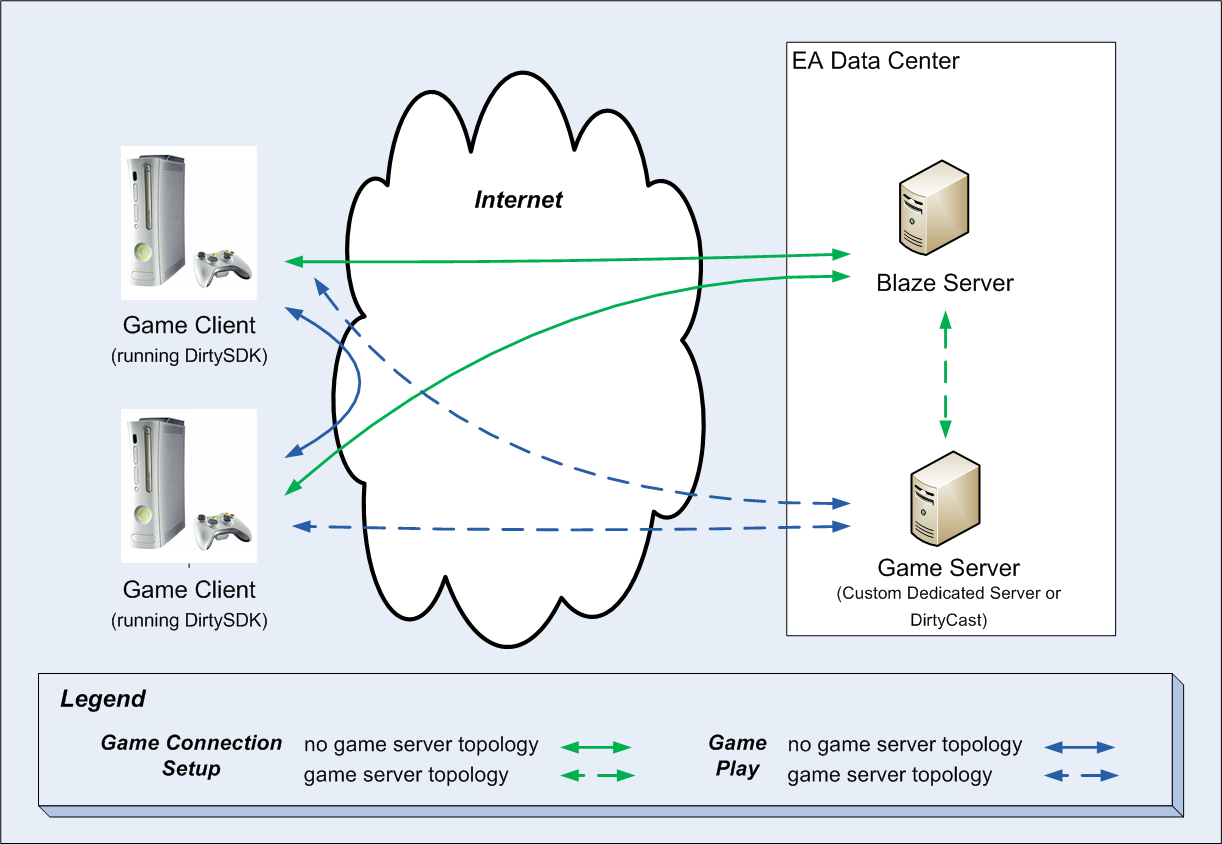 EA Data Center
Internet
Blaze Server
Game Client
(running DirtySDK)
Game Client
(running DirtySDK)
Game Server
(Custom Dedicated Server or
DirtyCast)
Legend
Game Connection
Setup
no game server topology
game server topology
Game
Play
no game server topology
game server topology